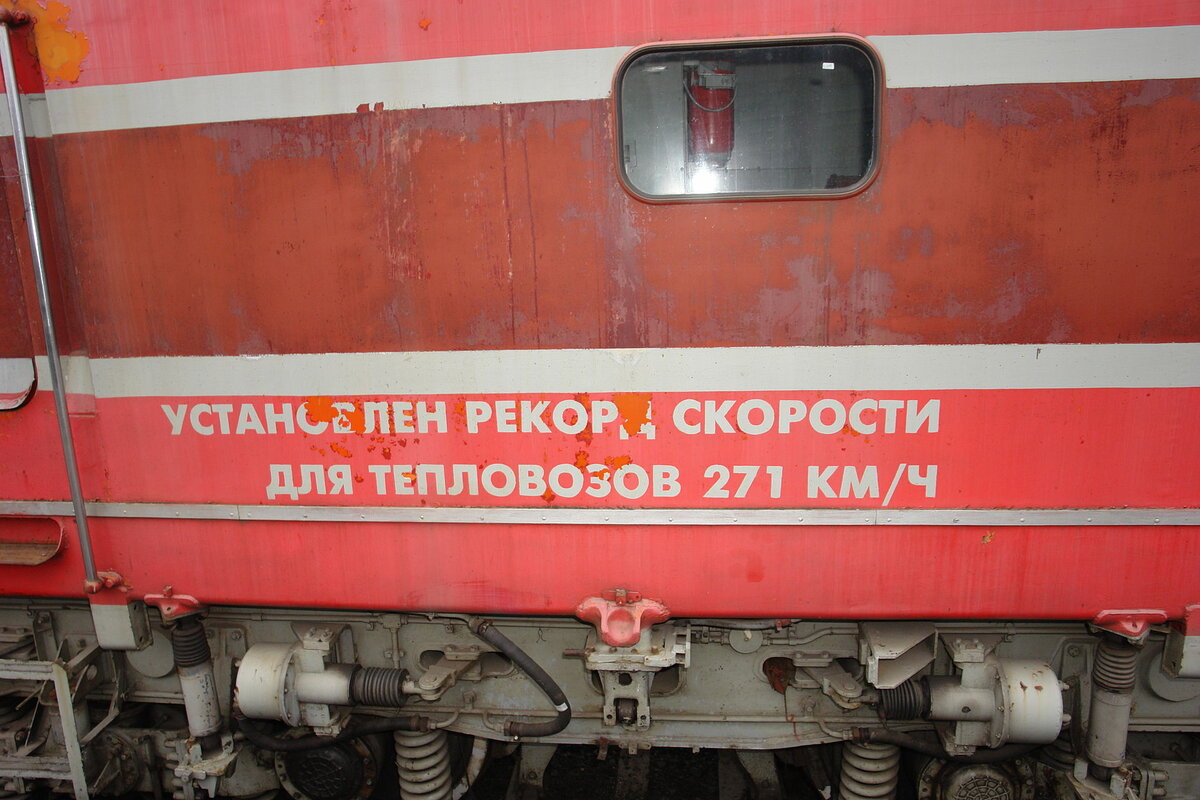 УСТАНОВЛЕН РЕКОРД СКОРОСТИ
ДЛЯ ТЕПЛОВОЗОВ 271 КМ/Ч